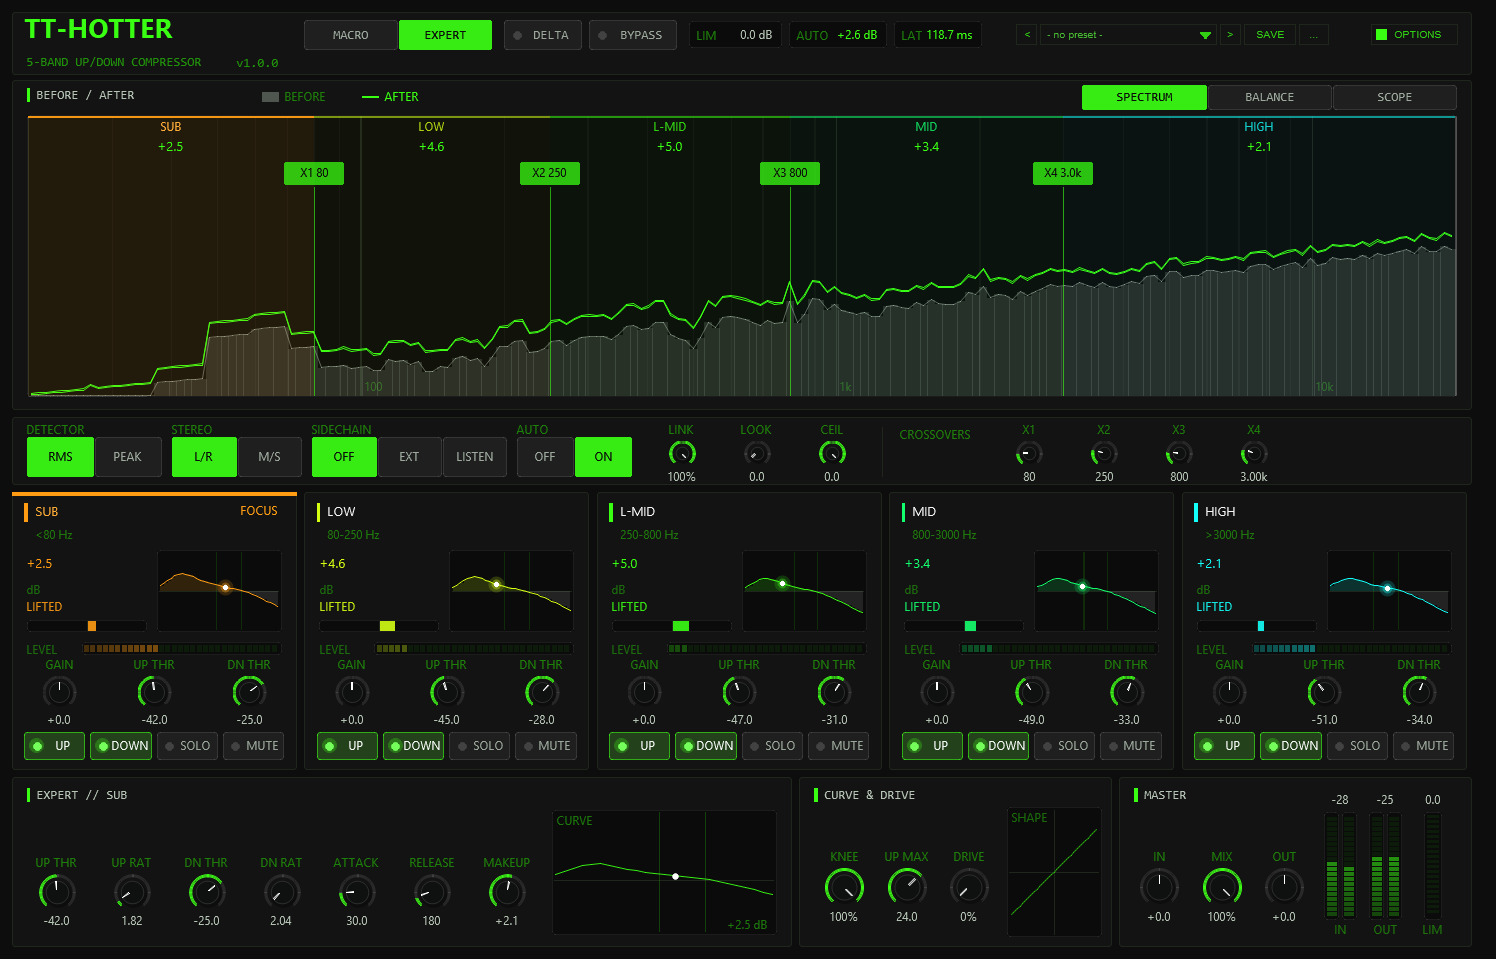 TT-HOTTER
5-BAND UP/DOWN COMPRESSOR v1.0.0
MACRO EXPERT DELTA BYPASS LIM 0.0 dB AUTO +2.6 dB LAT 118.7 ms < - no preset - > SAVE ... OPTIONS
BEFORE / AFTER BEFORE AFTER SPECTRUM BALANCE SCOPE
SUB LOW L-MID MID HIGH
+2.5 +4.6 +5.0 +3.4 +2.1
X1 80 X2 250 X3 800 X4 3.0k
100 1k 10k
DETECTOR STEREO SIDECHAIN AUTO LINK LOOK CEIL CROSSOVERS X1 X2 X3 X4
RMS PEAK L/R M/S OFF EXT LISTEN OFF ON
100% 0.0 0.0 80 250 800 3.00k
SUB FOCUS
<80 Hz
+2.5
dB
LIFTED
LEVEL
GAIN UP THR DN THR
+0.0 -42.0 -25.0
UP DOWN SOLO MUTE
LOW
80-250 Hz
+4.6
dB
LIFTED
LEVEL
GAIN UP THR DN THR
+0.0 -45.0 -28.0
UP DOWN SOLO MUTE
L-MID
250-800 Hz
+5.0
dB
LIFTED
LEVEL
GAIN UP THR DN THR
+0.0 -47.0 -31.0
UP DOWN SOLO MUTE
MID
800-3000 Hz
+3.4
dB
LIFTED
LEVEL
GAIN UP THR DN THR
+0.0 -49.0 -33.0
UP DOWN SOLO MUTE
HIGH
>3000 Hz
+2.1
dB
LIFTED
LEVEL
GAIN UP THR DN THR
+0.0 -51.0 -34.0
UP DOWN SOLO MUTE
EXPERT // SUB
CURVE
UP THR UP RAT DN THR DN RAT ATTACK RELEASE MAKEUP
-42.0 1.82 -25.0 2.04 30.0 180 +2.1
+2.5 dB
CURVE & DRIVE
SHAPE
KNEE UP MAX DRIVE
100% 24.0 0%
MASTER
-28 -25 0.0
IN MIX OUT
+0.0 100% +0.0
IN OUT LIM